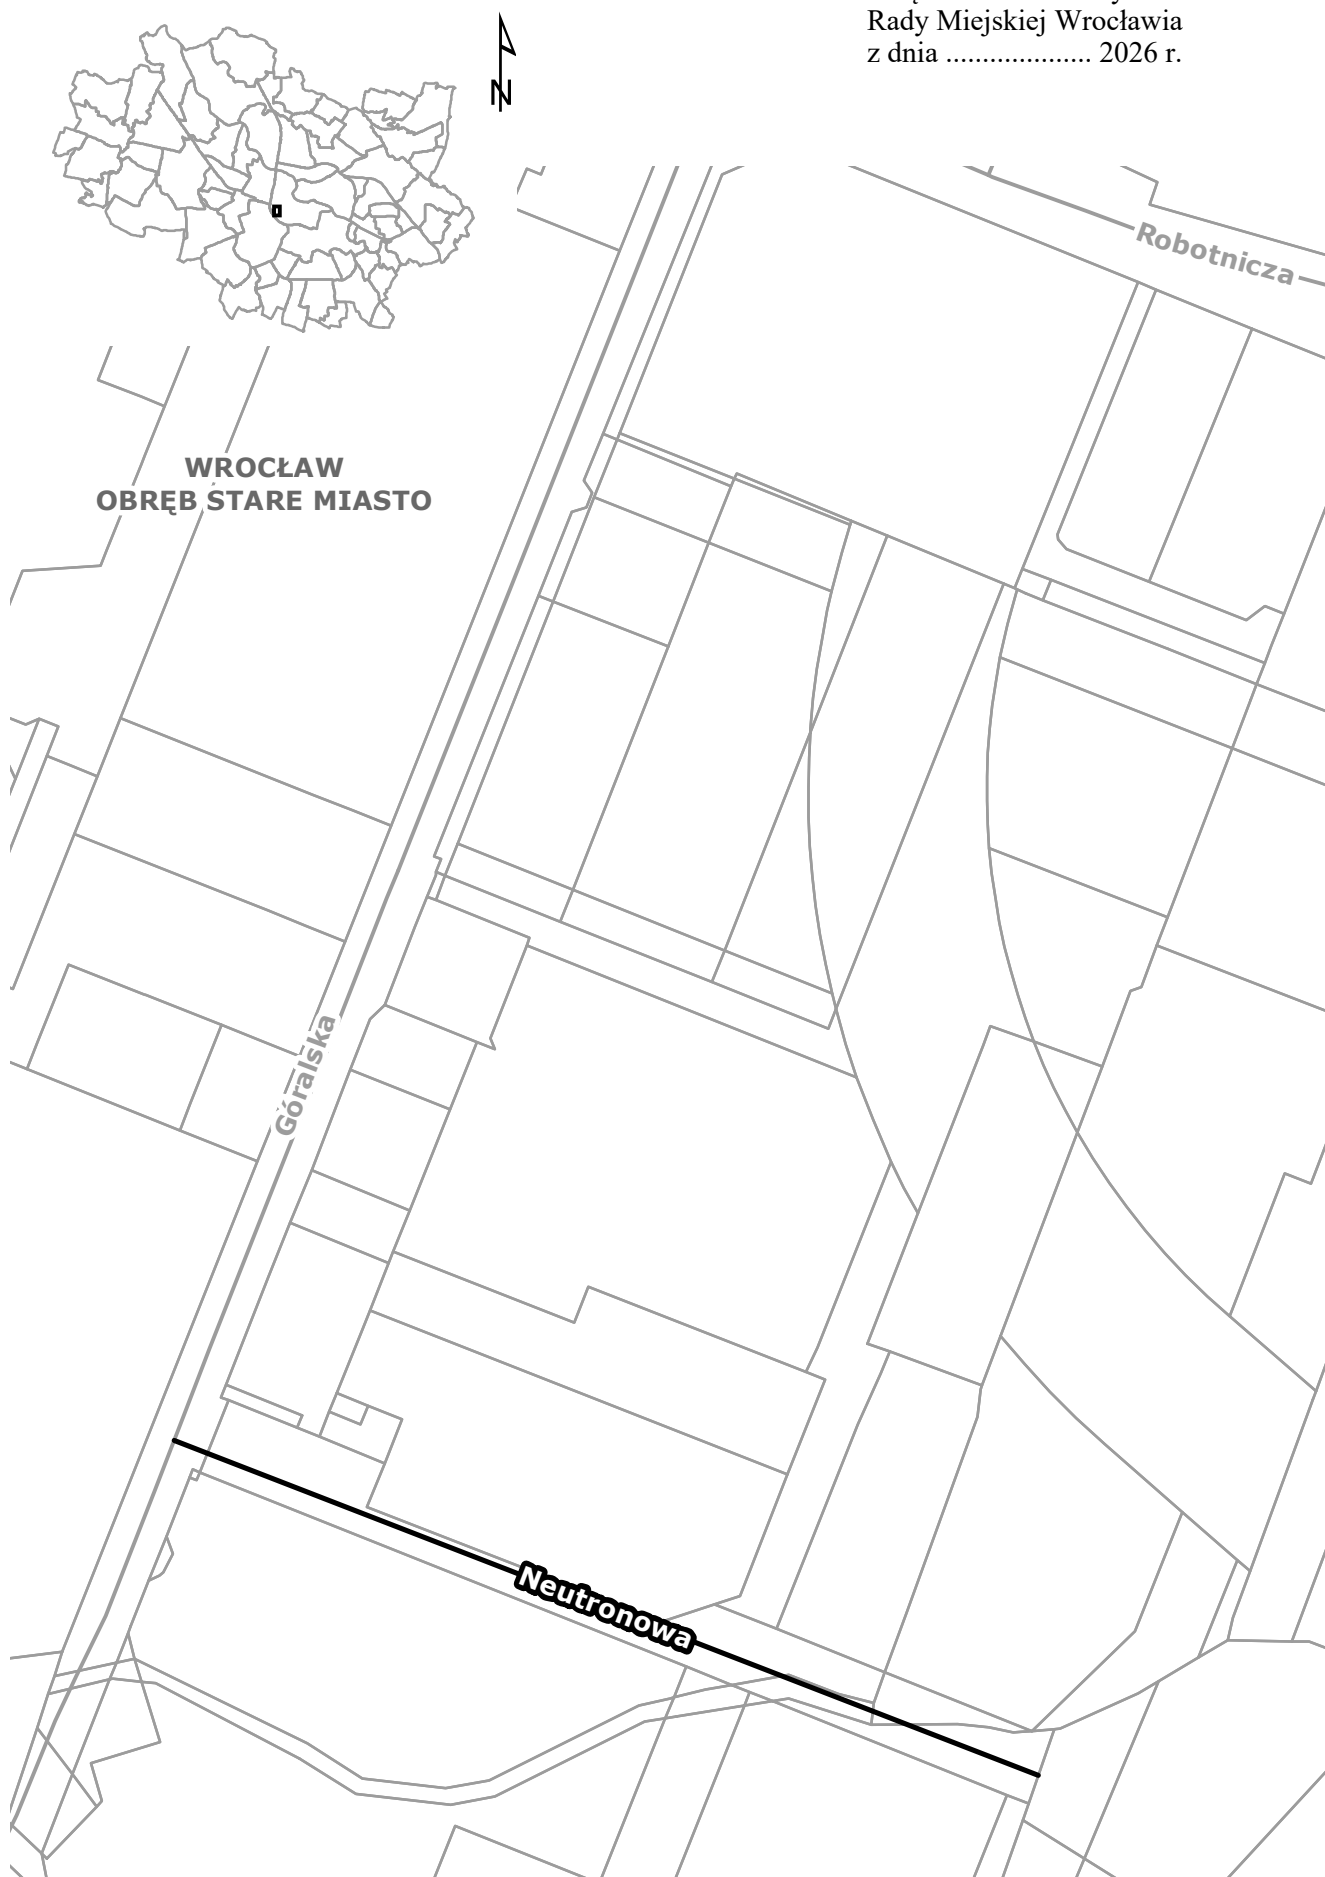 Rady Miejskiej Wrocławia
z dnia .................... 2026 r.
N
Robotnicza
WROCŁAW
OBRĘB STARE MIASTO
Góralska
Neutronowa